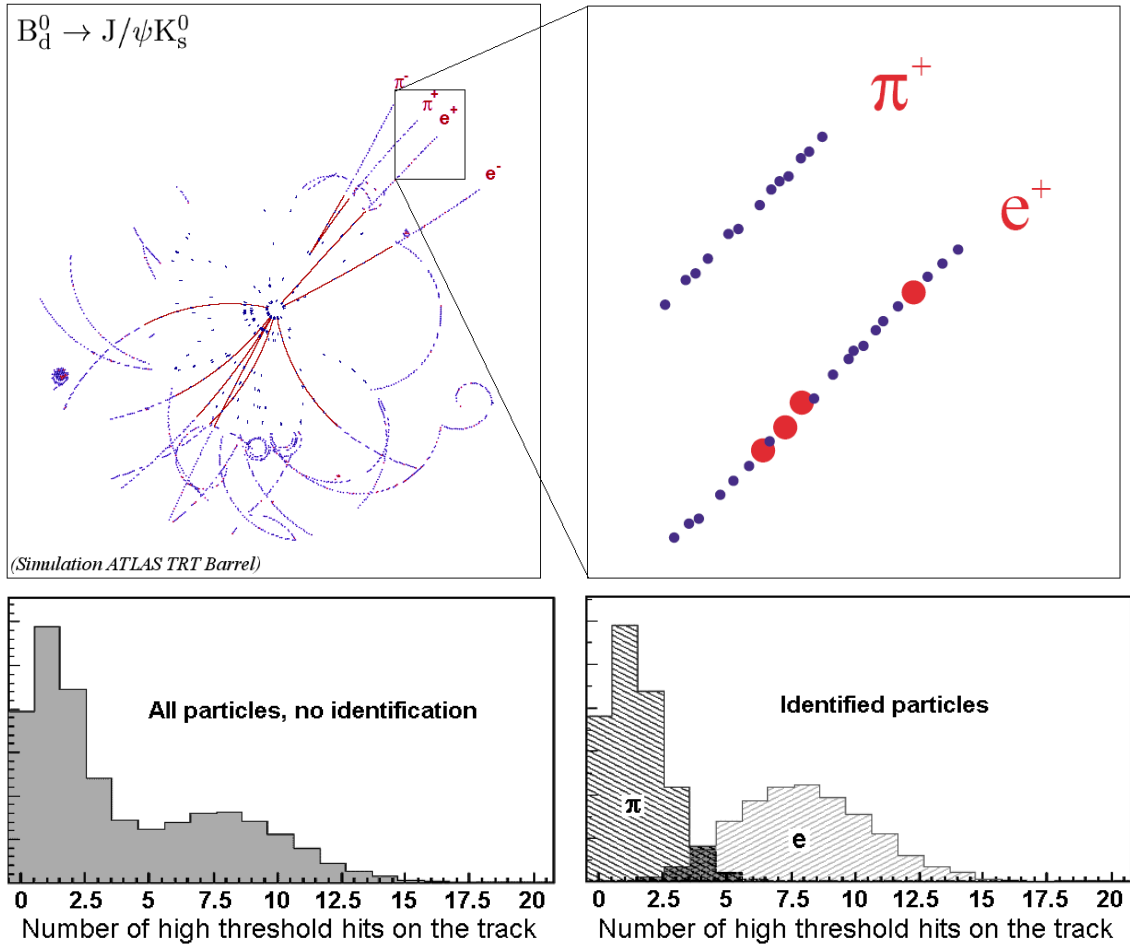 B⁰_d → J/ψK⁰_s
π⁻
π⁺
e⁺
e⁻
(Simulation ATLAS TRT Barrel)
π⁺
e⁺
All particles, no identification
0 2.5 5 7.5 10 12.5 15 17.5 20
Number of high threshold hits on the track
Identified particles
π
e
0 2.5 5 7.5 10 12.5 15 17.5 20
Number of high threshold hits on the track